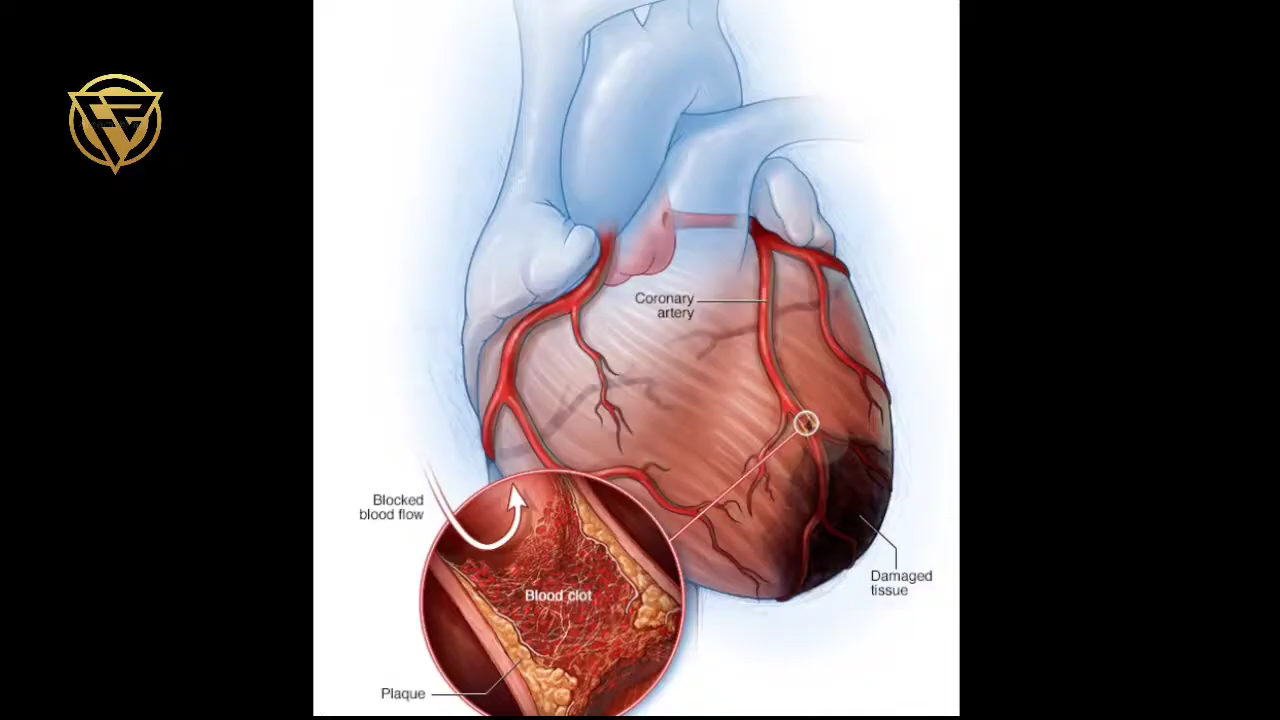 Coronary
artery
Blocked
blood flow
Blood clot
Damaged
tissue
Plaque